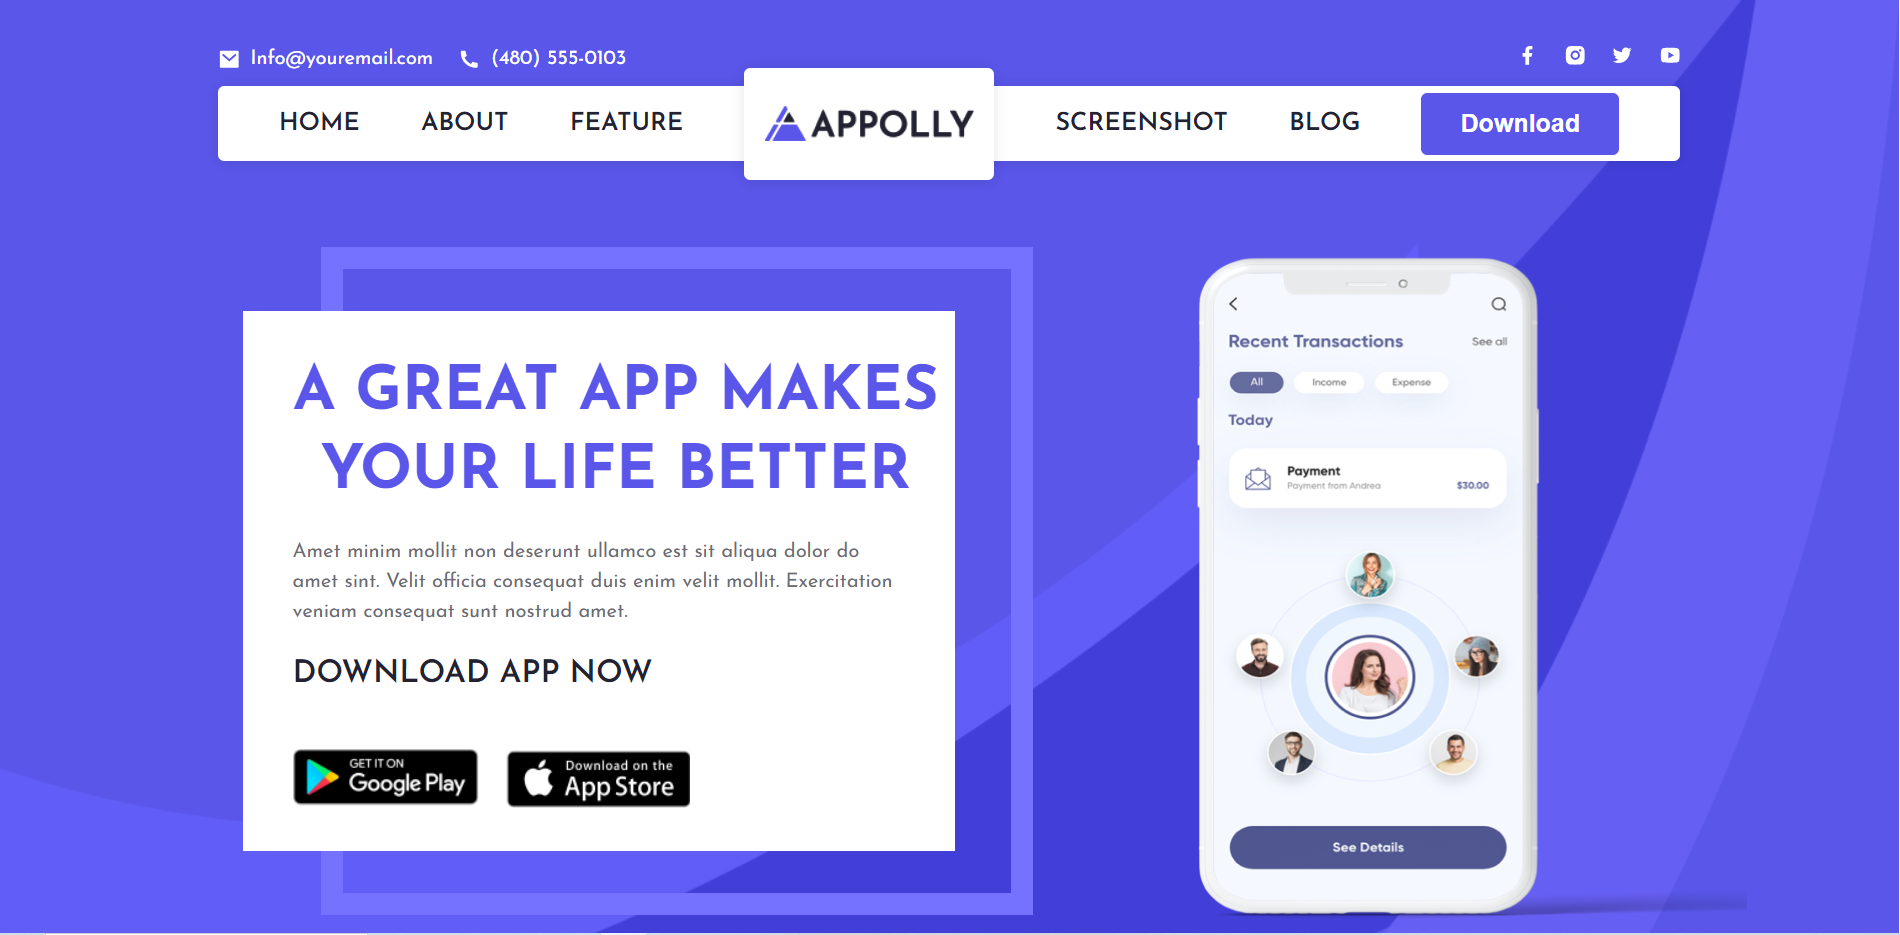 Info@youremail.com (480) 555-0103
HOME ABOUT FEATURE APPOLLY SCREENSHOT BLOG Download
A GREAT APP MAKES
YOUR LIFE BETTER
Amet minim mollit non deserunt ullamco est sit aliqua dolor do
amet sint. Velit officia consequat duis enim velit mollit. Exercitation
veniam consequat sunt nostrud amet.
DOWNLOAD APP NOW
GET IT ON
Google Play
Download on the
App Store
Recent Transactions See all
All Income Expense
Today
Payment
Payment from Andrea $30.00
See Details